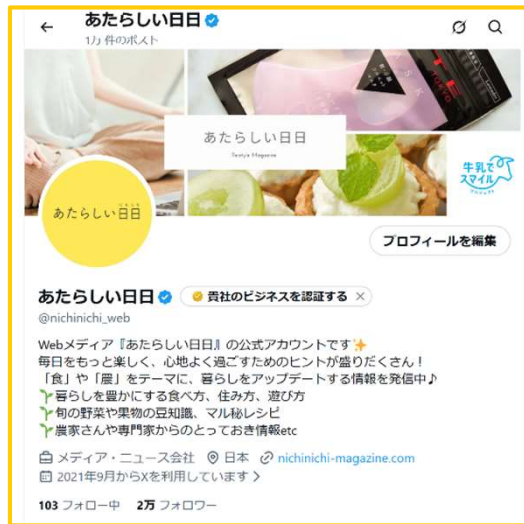 あたらしい日日
1万 件のポスト
あたらしい日日
Tanya Magazine
あたらしい日日
牛乳で
スマイル
プロジェクト
プロフィールを編集
あたらしい日日
貴社のビジネスを認証する ×
@nichinichi_web
Webメディア『あたらしい日日』の公式アカウントです✨
毎日をもっと楽しく、心地よく過ごすためのヒントが盛りだくさん！
「食」や「農」をテーマに、暮らしをアップデートする情報を発信中♪
🌱暮らしを豊かにする食べ方、住み方、遊び方
🌱旬の野菜や果物の豆知識、マル秘レシピ
🌱農家さんや専門家からのとっておき情報etc
メディア・ニュース会社 日本 nichinichi-magazine.com
2021年9月からXを利用しています
103 フォロー中 2万 フォロワー